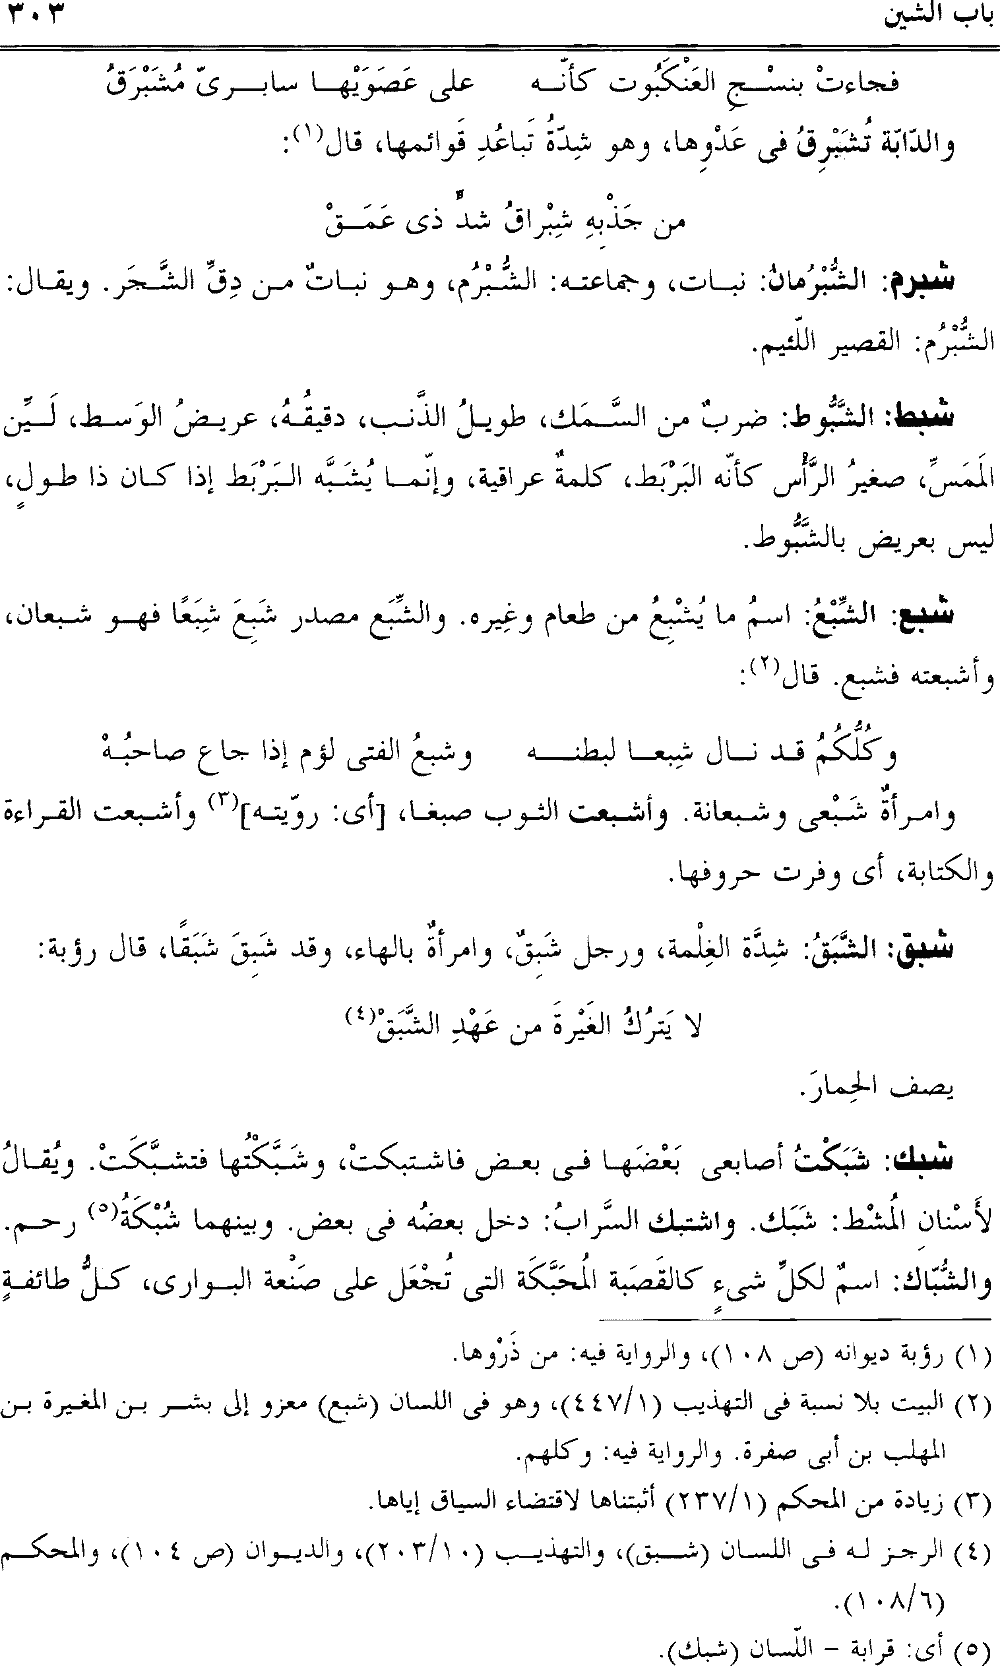 باب الشين ٣٠٣
فجاءتْ بنسْجِ العَنْكَبُوت كأنّه على عَصَوَيْها سابرىّ مُشَبْرَقُ
والدّابّة تُشَبْرِقُ فى عَدْوِها، وهو شِدّةُ تَباعُدِ قَوائمها، قال(١):
من جَذْبِهِ شِبْراقُ شدٍّ ذى عَمَقْ
شبرم: الشُّبْرُمانُ: نبات، وجماعته: الشُّبْرُم، وهو نباتٌ من دِقِّ الشَّجَر. ويقال:
الشُّبْرُم: القصير اللّئيم.
شبط: الشَّبُّوط: ضربٌ من السَّمَك، طويلُ الذَّنب، دقيقُهُ، عريضُ الوَسط، لَيِّن
المَمَسِّ، صغيرُ الرَّأْس كأنّه البَرْبَط، كلمةٌ عراقية، وإنّما يُشَبَّه البَرْبَط إذا كان ذا طولٍ،
ليس بعريض بالشَّبُّوط.
شبع: الشِّبْعُ: اسمُ ما يُشْبِعُ من طعام وغيره. والشِّبَع مصدر شَبِعَ شِبَعًا فهو شبعان،
وأشبعته فشبع. قال(٢):
وكُلُّكُمُ قد نال شِبعا لبطنه وشبعُ الفتى لؤم إذا جاع صاحبُهْ
وامرأةٌ شَبْعى وشبعانة. وأشبعت الثوب صبغا، [أى: روّيته](٣) وأشبعت القراءة
والكتابة، أى وفرت حروفها.
شبق: الشَّبَقُ: شِدَّة الغِلْمة، ورجل شَبِقٌ، وامرأةٌ بالهاء، وقد شَبِقَ شَبَقًا، قال رؤبة:
لا يَترُكُ الغَيْرةَ من عَهْدِ الشَّبَقْ(٤)
يصف الحِمارَ.
شبك: شَبَكْتُ أصابعى بَعْضَها فى بعض فاشتبكتْ، وشَبَّكْتُها فتشبَّكَتْ. ويُقالُ
لأَسْنانِ المُشْط: شَبَك. واشتبك السَّرابُ: دخل بعضُه فى بعض. وبينهما شُبْكَةُ(٥) رحم.
والشُّبّاك: اسمٌ لكلِّ شىءٍ كالقَصَبة المُحَبَّكَة التى تُجْعَل على صَنْعة البوارى، كلُّ طائفةٍ
(١) رؤبة ديوانه (ص ١٠٨)، والرواية فيه: من ذَرْوها.
(٢) البيت بلا نسبة فى التهذيب (٤٤٧/١)، وهو فى اللسان (شبع) معزو إلى بشر بن المغيرة بن
المهلب بن أبى صفرة. والرواية فيه: وكلهم.
(٣) زيادة من المحكم (٢٣٧/١) أثبتناها لاقتضاء السياق إياها.
(٤) الرجز له فى اللسان (شبق)، والتهذيب (٢٠٣/١٠)، والديوان (ص ١٠٤)، والمحكم
(١٠٨/٦).
(٥) أى: قرابة - اللّسان (شبك).